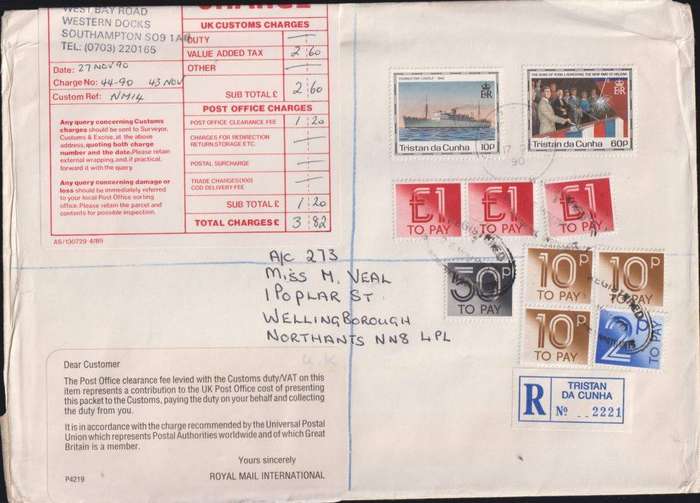 WEST BAY ROAD
WESTERN DOCKS
SOUTHAMPTON SO9 1AH
TEL: (0703) 220165
Date: 27 NOV 90
Charge No: 44-90 43 NOV
Custom Ref: NM14
Any query concerning Customs
charges should be sent to Surveyor,
Customs & Excise, at the above
address, quoting both charge
number and the date. Please retain
external wrapping, and, if practical,
forward it with the query.
Any query concerning damage or
loss should be immediately referred
to your local Post Office sorting
office. Please retain the parcel and
contents for possible inspection.
AS/130729 4/89
CHARGE
UK CUSTOMS CHARGES
DUTY —
VALUE ADDED TAX 2-60
OTHER —
SUB TOTAL £ 2-60
POST OFFICE CHARGES
POST OFFICE CLEARANCE FEE 1-20
CHARGES FOR REDIRECTION
RETURN, STORAGE ETC. —
POSTAL SURCHARGE —
TRADE CHARGE/(GS)
COD DELIVERY FEE —
SUB TOTAL £ 1-20
TOTAL CHARGES £ 3-82
Tristan da Cunha 10p
Tristan da Cunha 60p
17
90
£1
TO PAY
£1
TO PAY
£1
TO PAY
50P
TO PAY
10P
TO PAY
10P
TO PAY
10P
TO PAY
2P
TO PAY
REGISTERED
A/C 273
MISS M. VEAL
1 POPLAR ST
WELLINGBOROUGH
NORTHANTS NN8 4PL
U.K
R
TRISTAN
DA CUNHA
No 2221
Dear Customer
The Post Office clearance fee levied with the Customs duty/VAT on this
item represents a contribution to the UK Post Office cost of presenting
this packet to the Customs, paying the duty on your behalf and collecting
the duty from you.
It is in accordance with the charge recommended by the Universal Postal
Union which represents Postal Authorities worldwide and of which Great
Britain is a member.
Yours sincerely
P4219
ROYAL MAIL INTERNATIONAL